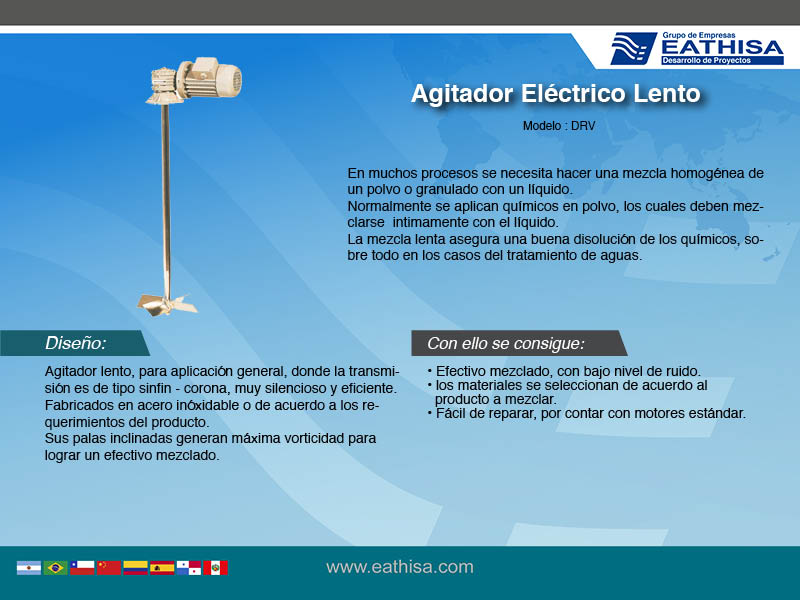 Grupo de Empresas
EATHISA
Desarrollo de Proyectos
Agitador Eléctrico Lento
Modelo : DRV
En muchos procesos se necesita hacer una mezcla homogénea de
un polvo o granulado con un líquido.
Normalmente se aplican químicos en polvo, los cuales deben mez-
clarse intimamente con el líquido.
La mezcla lenta asegura una buena disolución de los químicos, so-
bre todo en los casos del tratamiento de aguas.
Diseño:
Agitador lento, para aplicación general, donde la transmi-
sión es de tipo sinfin - corona, muy silencioso y eficiente.
Fabricados en acero inóxidable o de acuerdo a los re-
querimientos del producto.
Sus palas inclinadas generan máxima vorticidad para
lograr un efectivo mezclado.
Con ello se consigue:
• Efectivo mezclado, con bajo nivel de ruido.
• los materiales se seleccionan de acuerdo al
producto a mezclar.
• Fácil de reparar, por contar con motores estándar.
www.eathisa.com